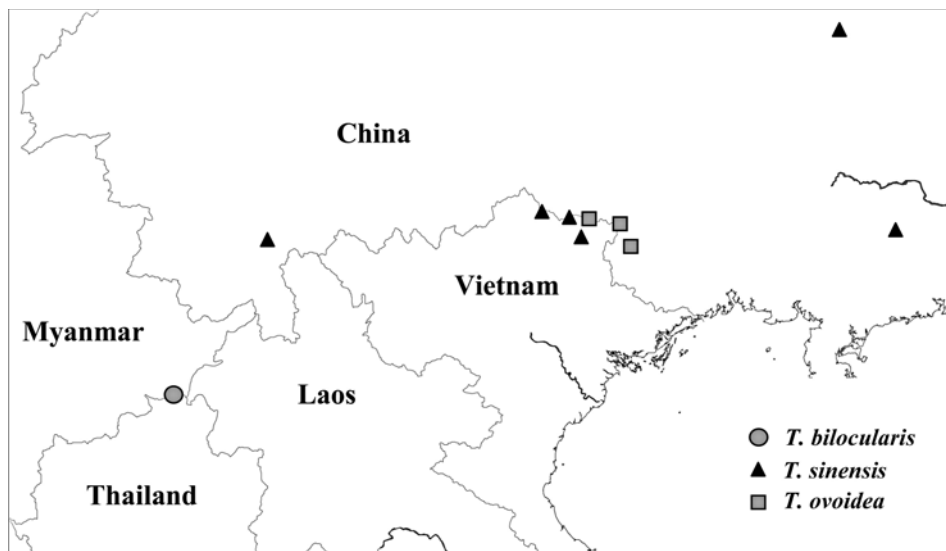 China
Vietnam
Myanmar
Laos
Thailand
T. bilocularis
T. sinensis
T. ovoidea